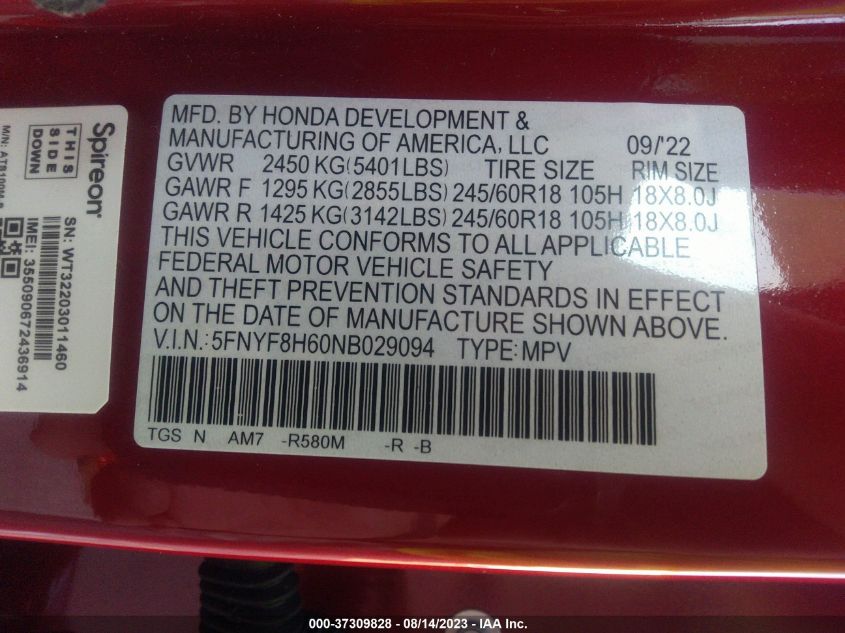 MFD. BY HONDA DEVELOPMENT &
MANUFACTURING OF AMERICA, LLC 09/'22
GVWR 2450 KG(5401LBS) TIRE SIZE RIM SIZE
GAWR F 1295 KG(2855LBS) 245/60R18 105H 18X8.0J
GAWR R 1425 KG(3142LBS) 245/60R18 105H 18X8.0J
THIS VEHICLE CONFORMS TO ALL APPLICABLE
FEDERAL MOTOR VEHICLE SAFETY
AND THEFT PREVENTION STANDARDS IN EFFECT
ON THE DATE OF MANUFACTURE SHOWN ABOVE.
V.I.N.: 5FNYF8H60NB029094 TYPE: MPV
TGS N AM7 -R580M -R -B
Spireon
THIS
SIDE
DOWN
SN: WT32203011460
IMEI: 355090672436914
M/N:
000-37309828 - 08/14/2023 - IAA Inc.